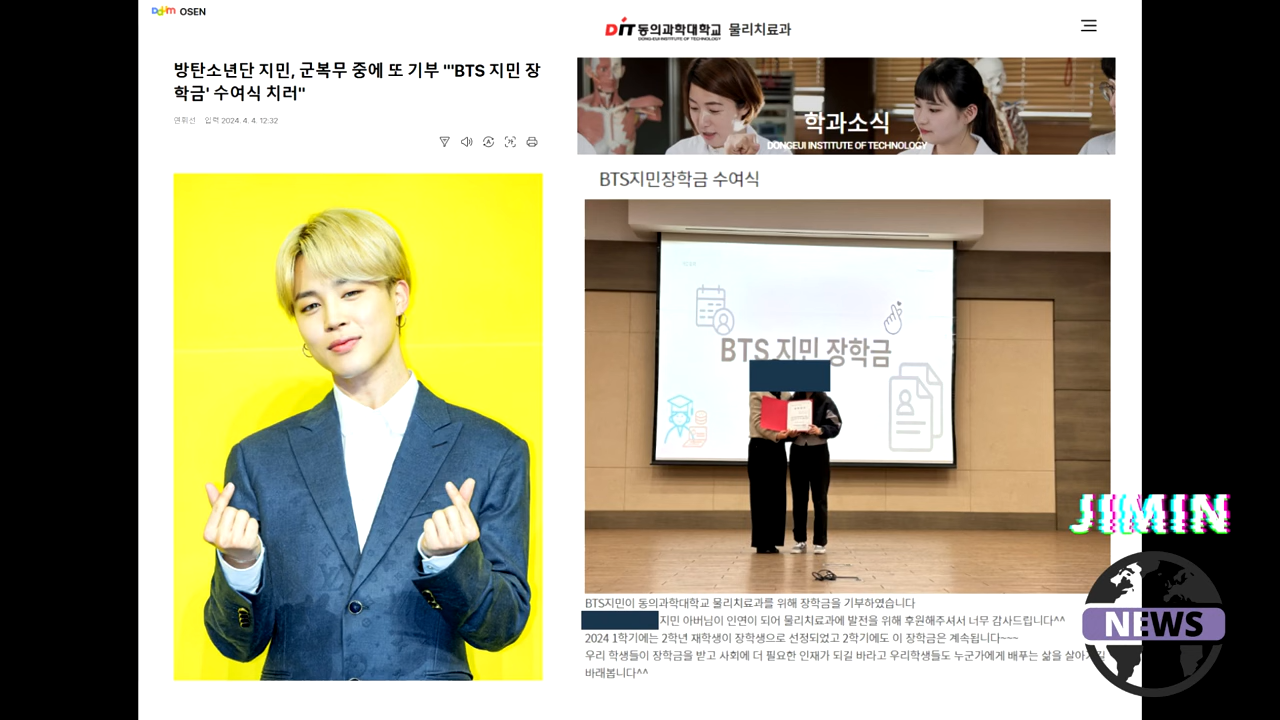 Daum OSEN
방탄소년단 지민, 군복무 중에 또 기부 "'BTS 지민 장
학금' 수여식 치러"
연휘선 입력 2024. 4. 4. 12:32
DIT 동의과학대학교 물리치료과
DONG-EUI INSTITUTE OF TECHNOLOGY
학과소식
DONGEUI INSTITUTE OF TECHNOLOGY
BTS지민장학금 수여식
BTS 지민 장학금
BTS지민이 동의과학대학교 물리치료과를 위해 장학금을 기부하였습니다
지민 아버님이 인연이 되어 물리치료과에 발전을 위해 후원해주셔서 너무 감사드립니다^^
2024 1학기에는 2학년 재학생이 장학생으로 선정되었고 2학기에도 이 장학금은 계속됩니다~~~
우리 학생들이 장학금을 받고 사회에 더 필요한 인재가 되길 바라고 우리학생들도 누군가에게 배푸는 삶을
바래봅니다^^
JIMIN
NEWS